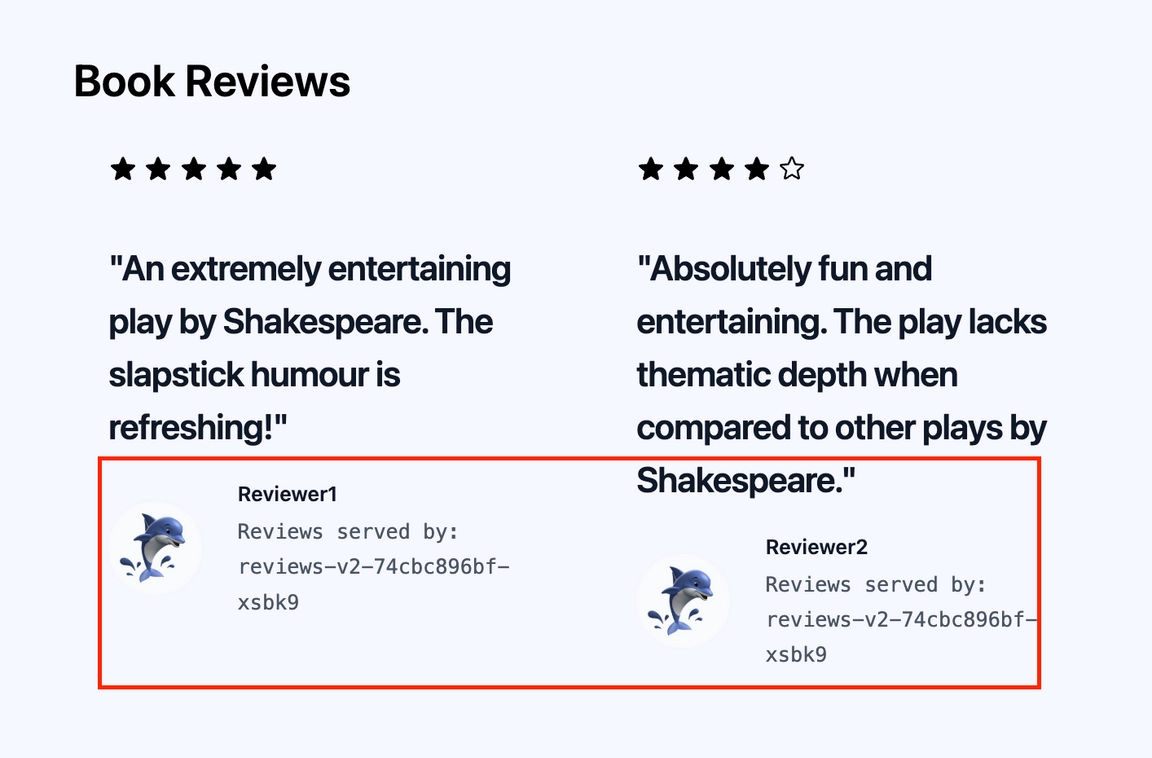 Book Reviews
"An extremely entertaining
play by Shakespeare. The
slapstick humour is
refreshing!"
Reviewer1
Reviews served by:
reviews-v2-74cbc896bf-
xsbk9
"Absolutely fun and
entertaining. The play lacks
thematic depth when
compared to other plays by
Shakespeare."
Reviewer2
Reviews served by:
reviews-v2-74cbc896bf-
xsbk9